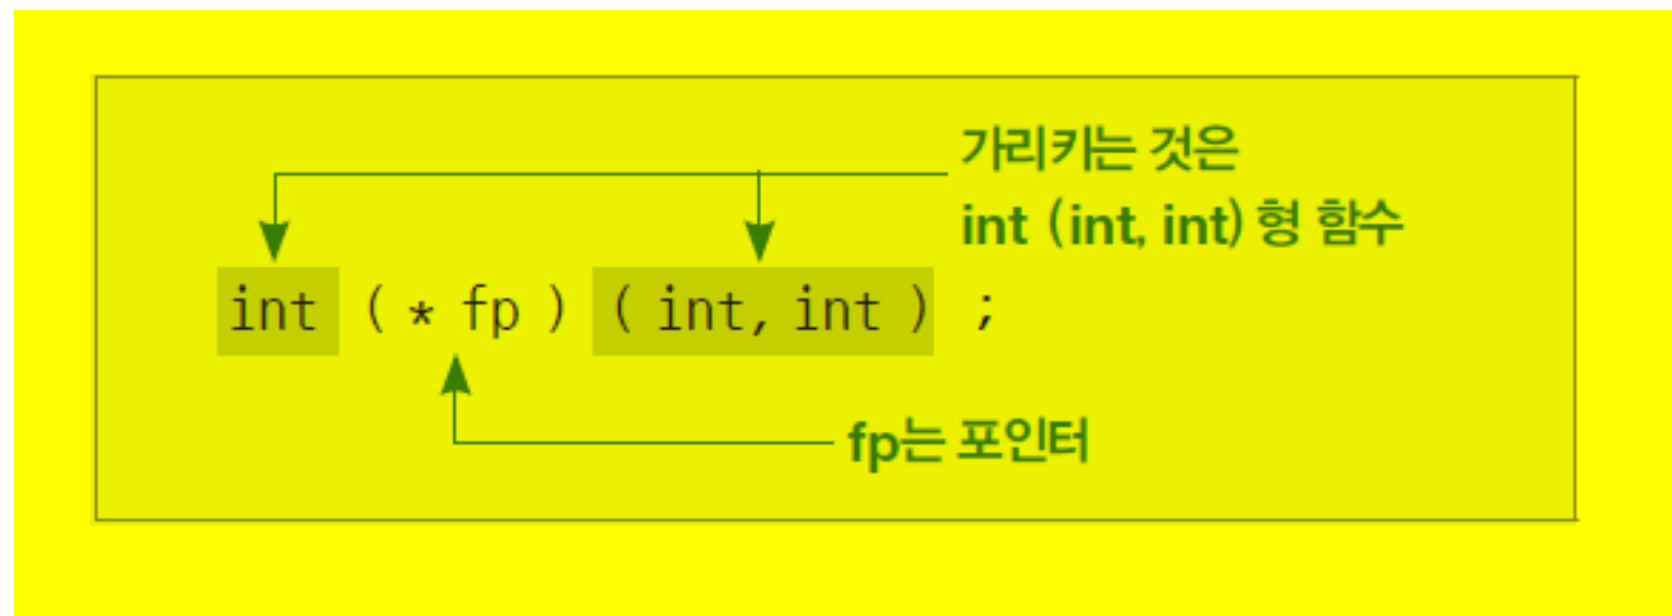 가리키는 것은
int (int, int) 형 함수
int ( * fp ) ( int, int ) ;
fp는 포인터